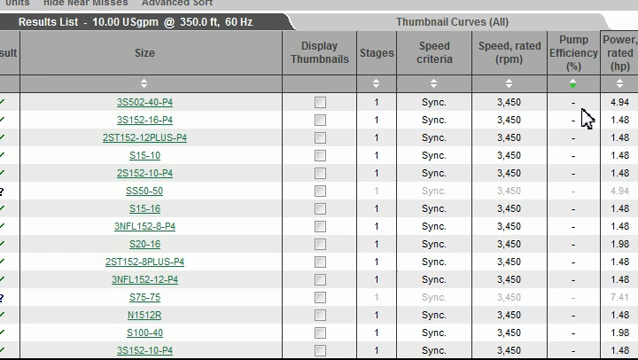 Units Hide Near Misses Advanced Sort
Results List - 10.00 USgpm @ 350.0 ft, 60 Hz Thumbnail Curves (All)
sult Size Display Thumbnails Stages Speed criteria Speed, rated (rpm) Pump Efficiency (%) Power, rated (hp)
✓ 3S502-40-P4 1 Sync. 3,450 - 4.94
✓ 3S152-16-P4 1 Sync. 3,450 - 1.48
✓ 2ST152-12PLUS-P4 1 Sync. 3,450 - 1.48
✓ S15-10 1 Sync. 3,450 - 1.48
✓ 2S152-10-P4 1 Sync. 3,450 - 1.48
? SS50-50 1 Sync. 3,450 - 4.94
✓ S15-16 1 Sync. 3,450 - 1.48
✓ 3NFL152-8-P4 1 Sync. 3,450 - 1.48
✓ S20-16 1 Sync. 3,450 - 1.98
✓ 2ST152-8PLUS-P4 1 Sync. 3,450 - 1.48
✓ 3NFL152-12-P4 1 Sync. 3,450 - 1.48
? S75-75 1 Sync. 3,450 - 7.41
✓ N1512R 1 Sync. 3,450 - 1.48
✓ S100-40 1 Sync. 3,450 - 1.98
✓ 3S152-10-P4 1 Sync. 3,450 - 1.48